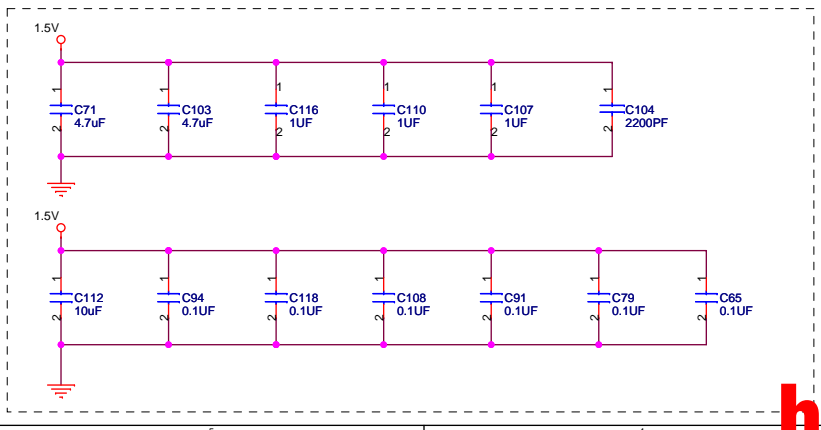 1.5V
1 1 1 1 1 1
C71 C103 C116 C110 C107 C104
4.7uF 4.7uF 1UF 1UF 1UF 2200PF
2 2 2 2 2 2
1.5V
1 1 1 1 1 1 1
C112 C94 C118 C108 C91 C79 C65
10uF 0.1UF 0.1UF 0.1UF 0.1UF 0.1UF 0.1UF
2 2 2 2 2 2 2
h